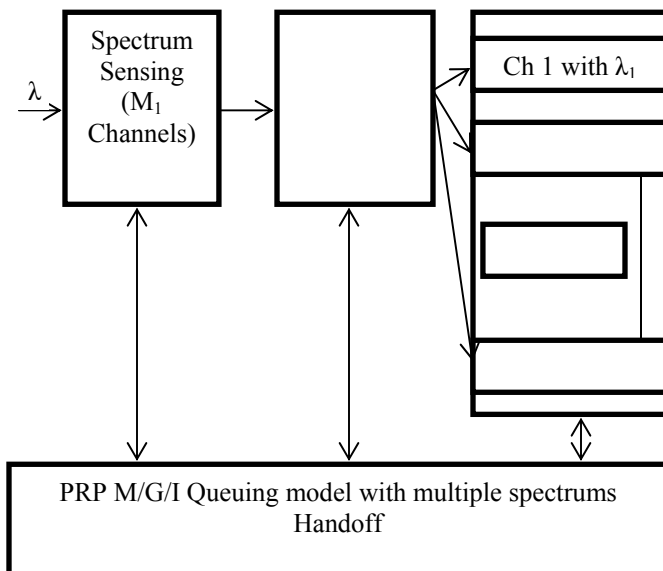 Spectrum
Sensing
(M₁
Channels)
λ
Ch 1 with λ₁
PRP M/G/I Queuing model with multiple spectrums
Handoff